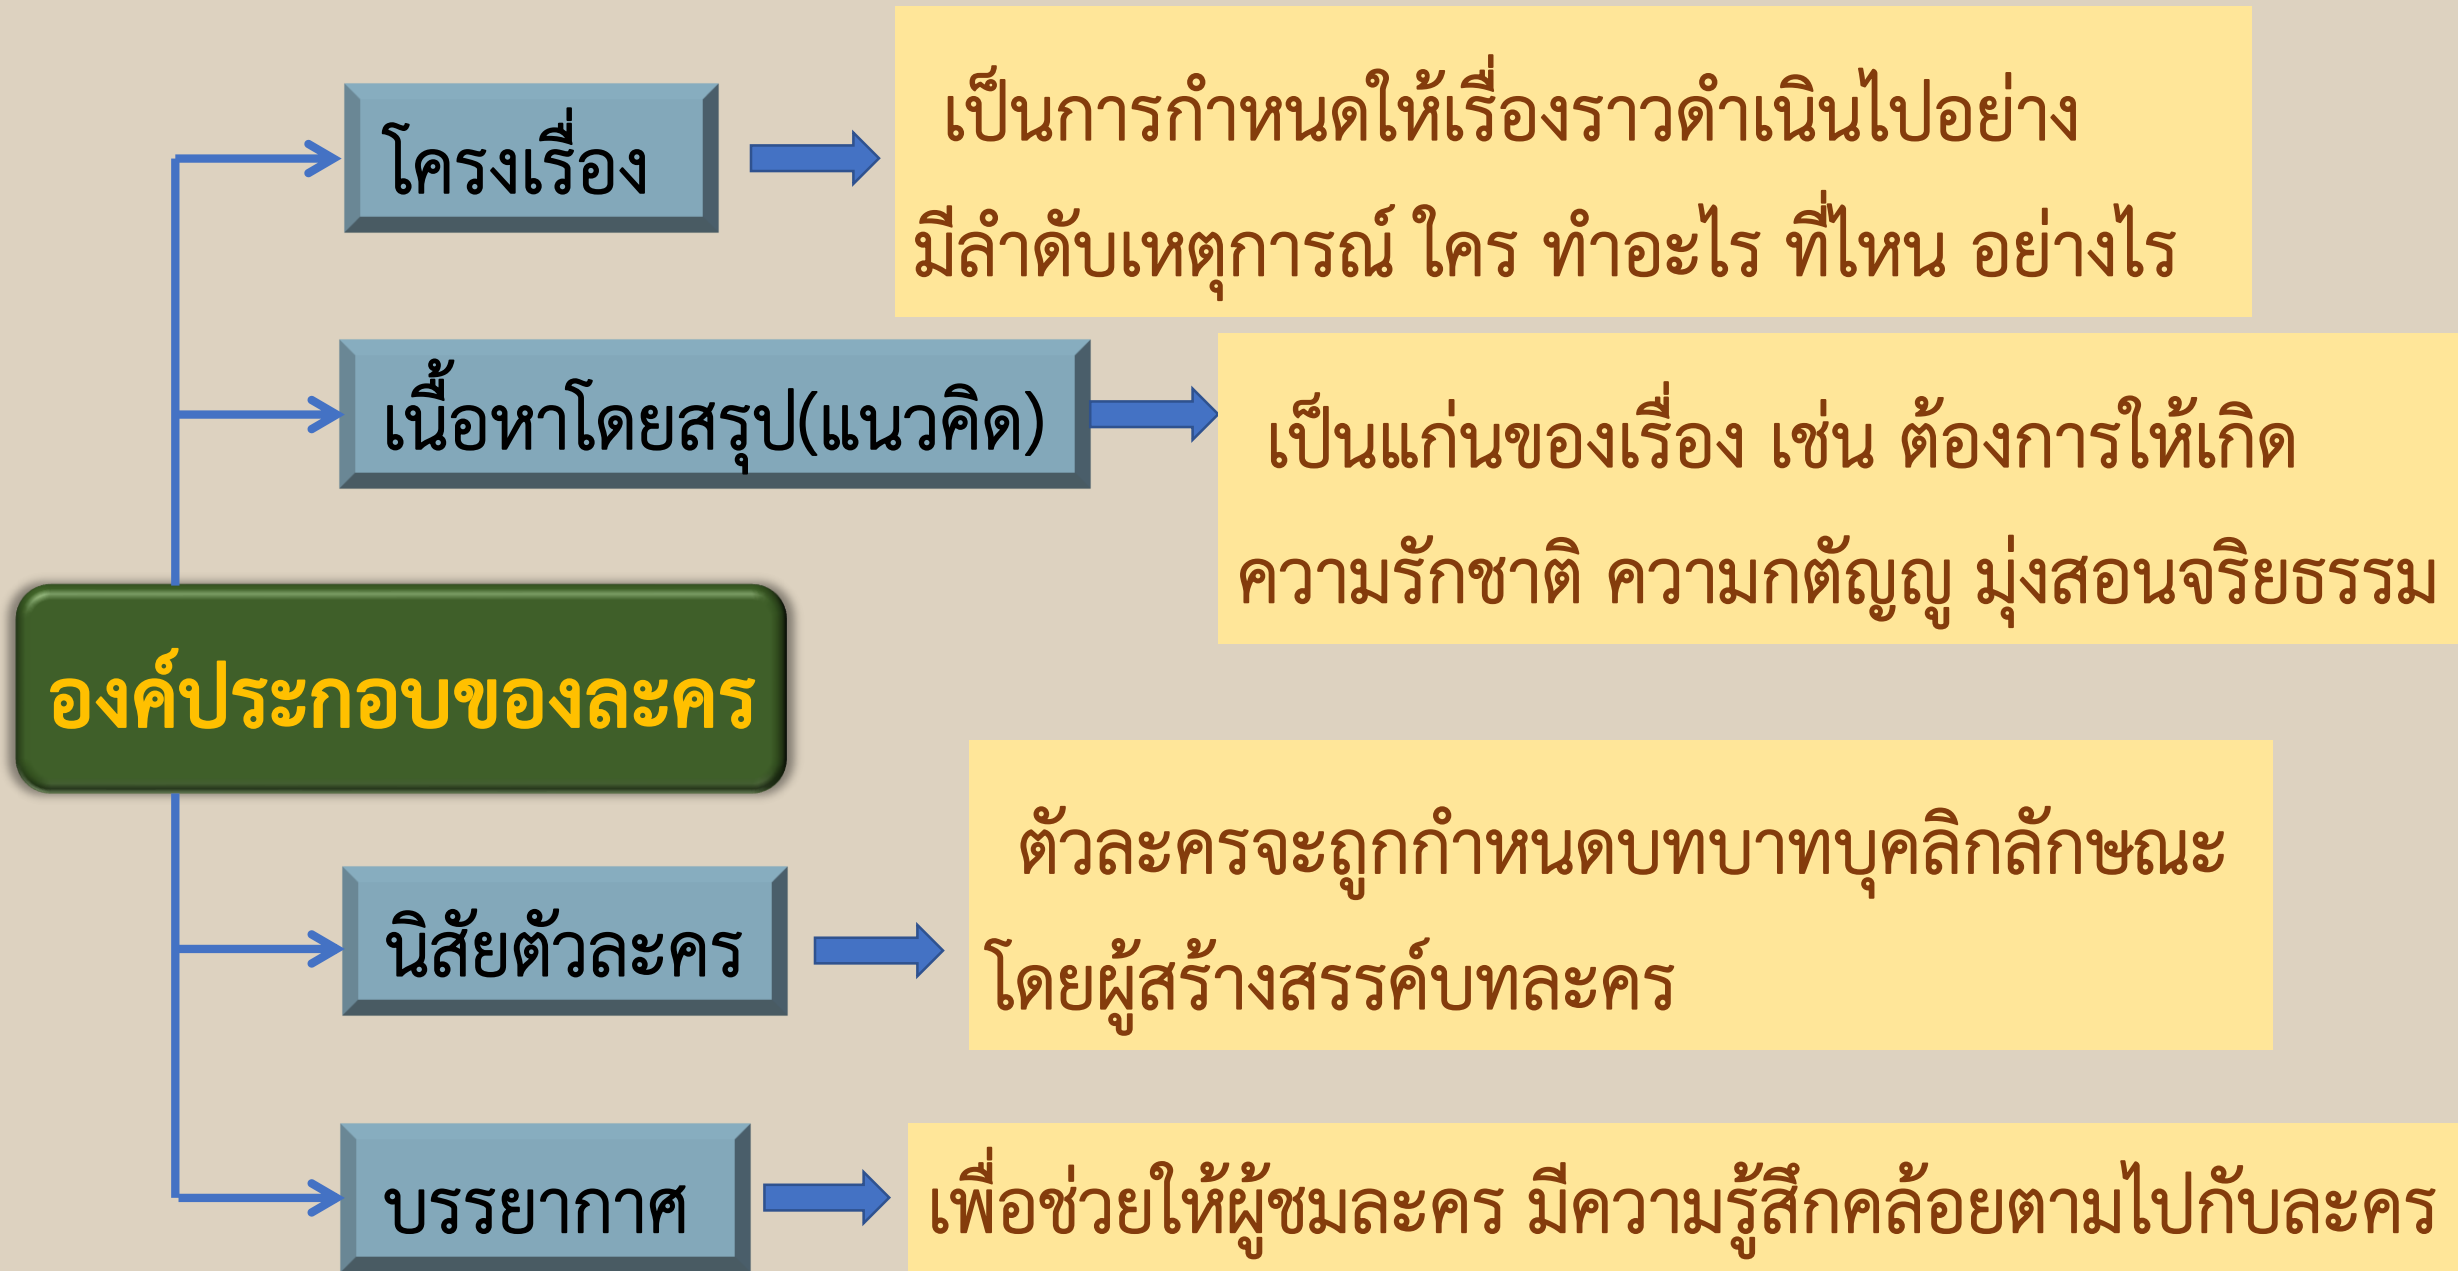 โครงเรื่อง
เป็นการกำหนดให้เรื่องราวดำเนินไปอย่าง
มีลำดับเหตุการณ์ ใคร ทำอะไร ที่ไหน อย่างไร
เนื้อหาโดยสรุป(แนวคิด)
เป็นแก่นของเรื่อง เช่น ต้องการให้เกิด
ความรักชาติ ความกตัญญู มุ่งสอนจริยธรรม
องค์ประกอบของละคร
นิสัยตัวละคร
ตัวละครจะถูกกำหนดบทบาทบุคลิกลักษณะ
โดยผู้สร้างสรรค์บทละคร
บรรยากาศ
เพื่อช่วยให้ผู้ชมละคร มีความรู้สึกคล้อยตามไปกับละคร